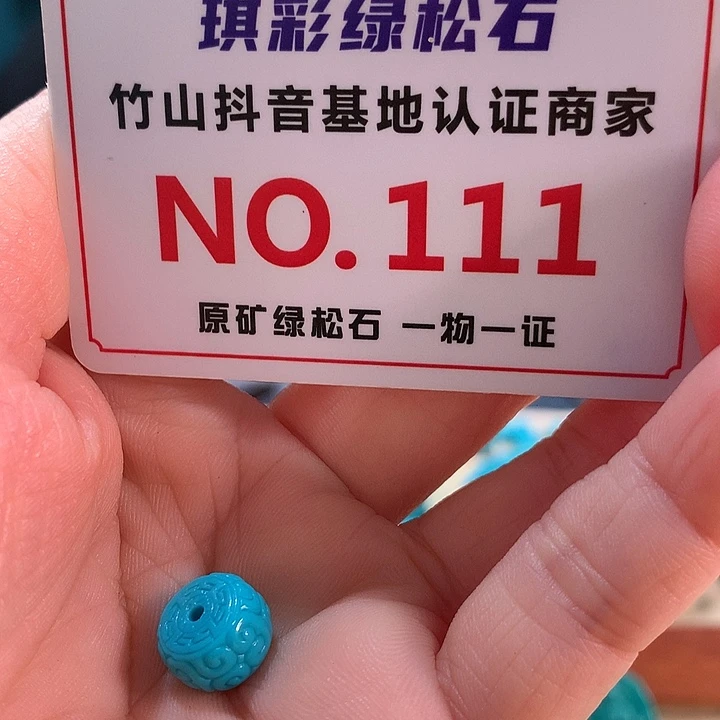 琪彩绿松石
竹山抖音基地认证商家
NO.111
原矿绿松石 一物一证